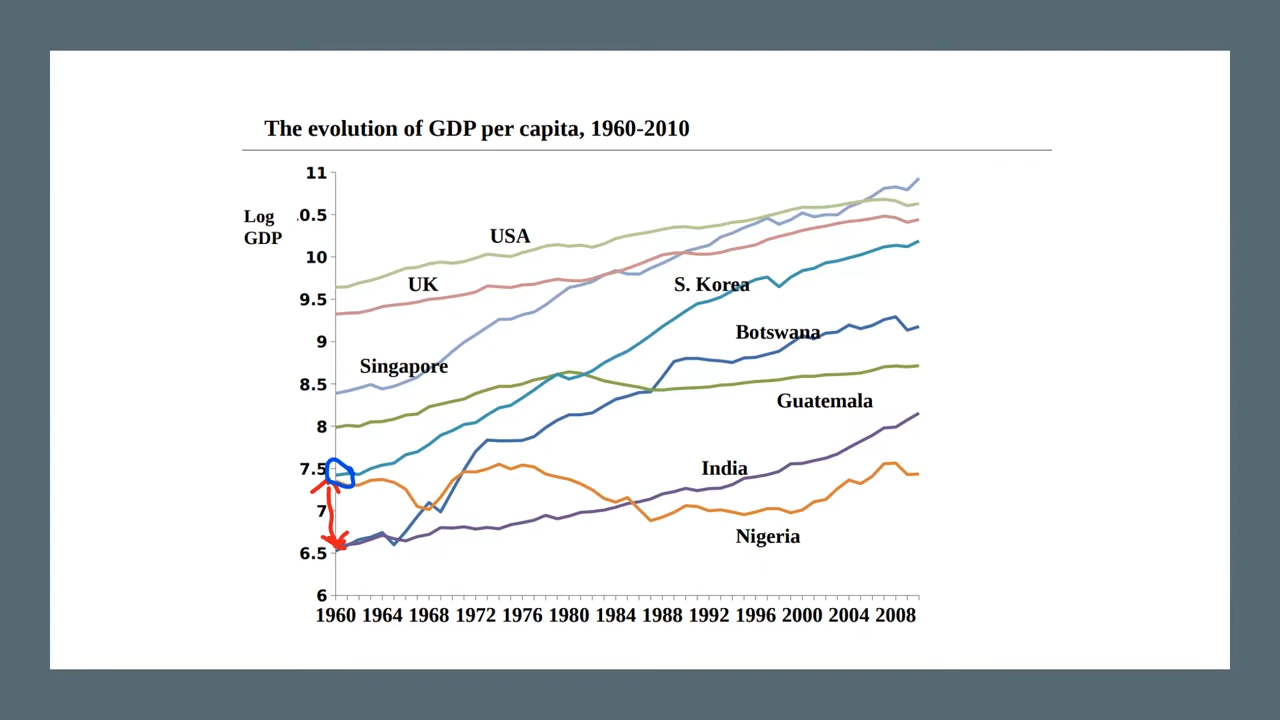 The evolution of GDP per capita, 1960-2010
11
Log
GDP
.0.5
10
9.5
9
8.5
8
7.5
7
6.5
6
USA
UK
Singapore
S. Korea
Botswana
Guatemala
India
Nigeria
1960 1964 1968 1972 1976 1980 1984 1988 1992 1996 2000 2004 2008